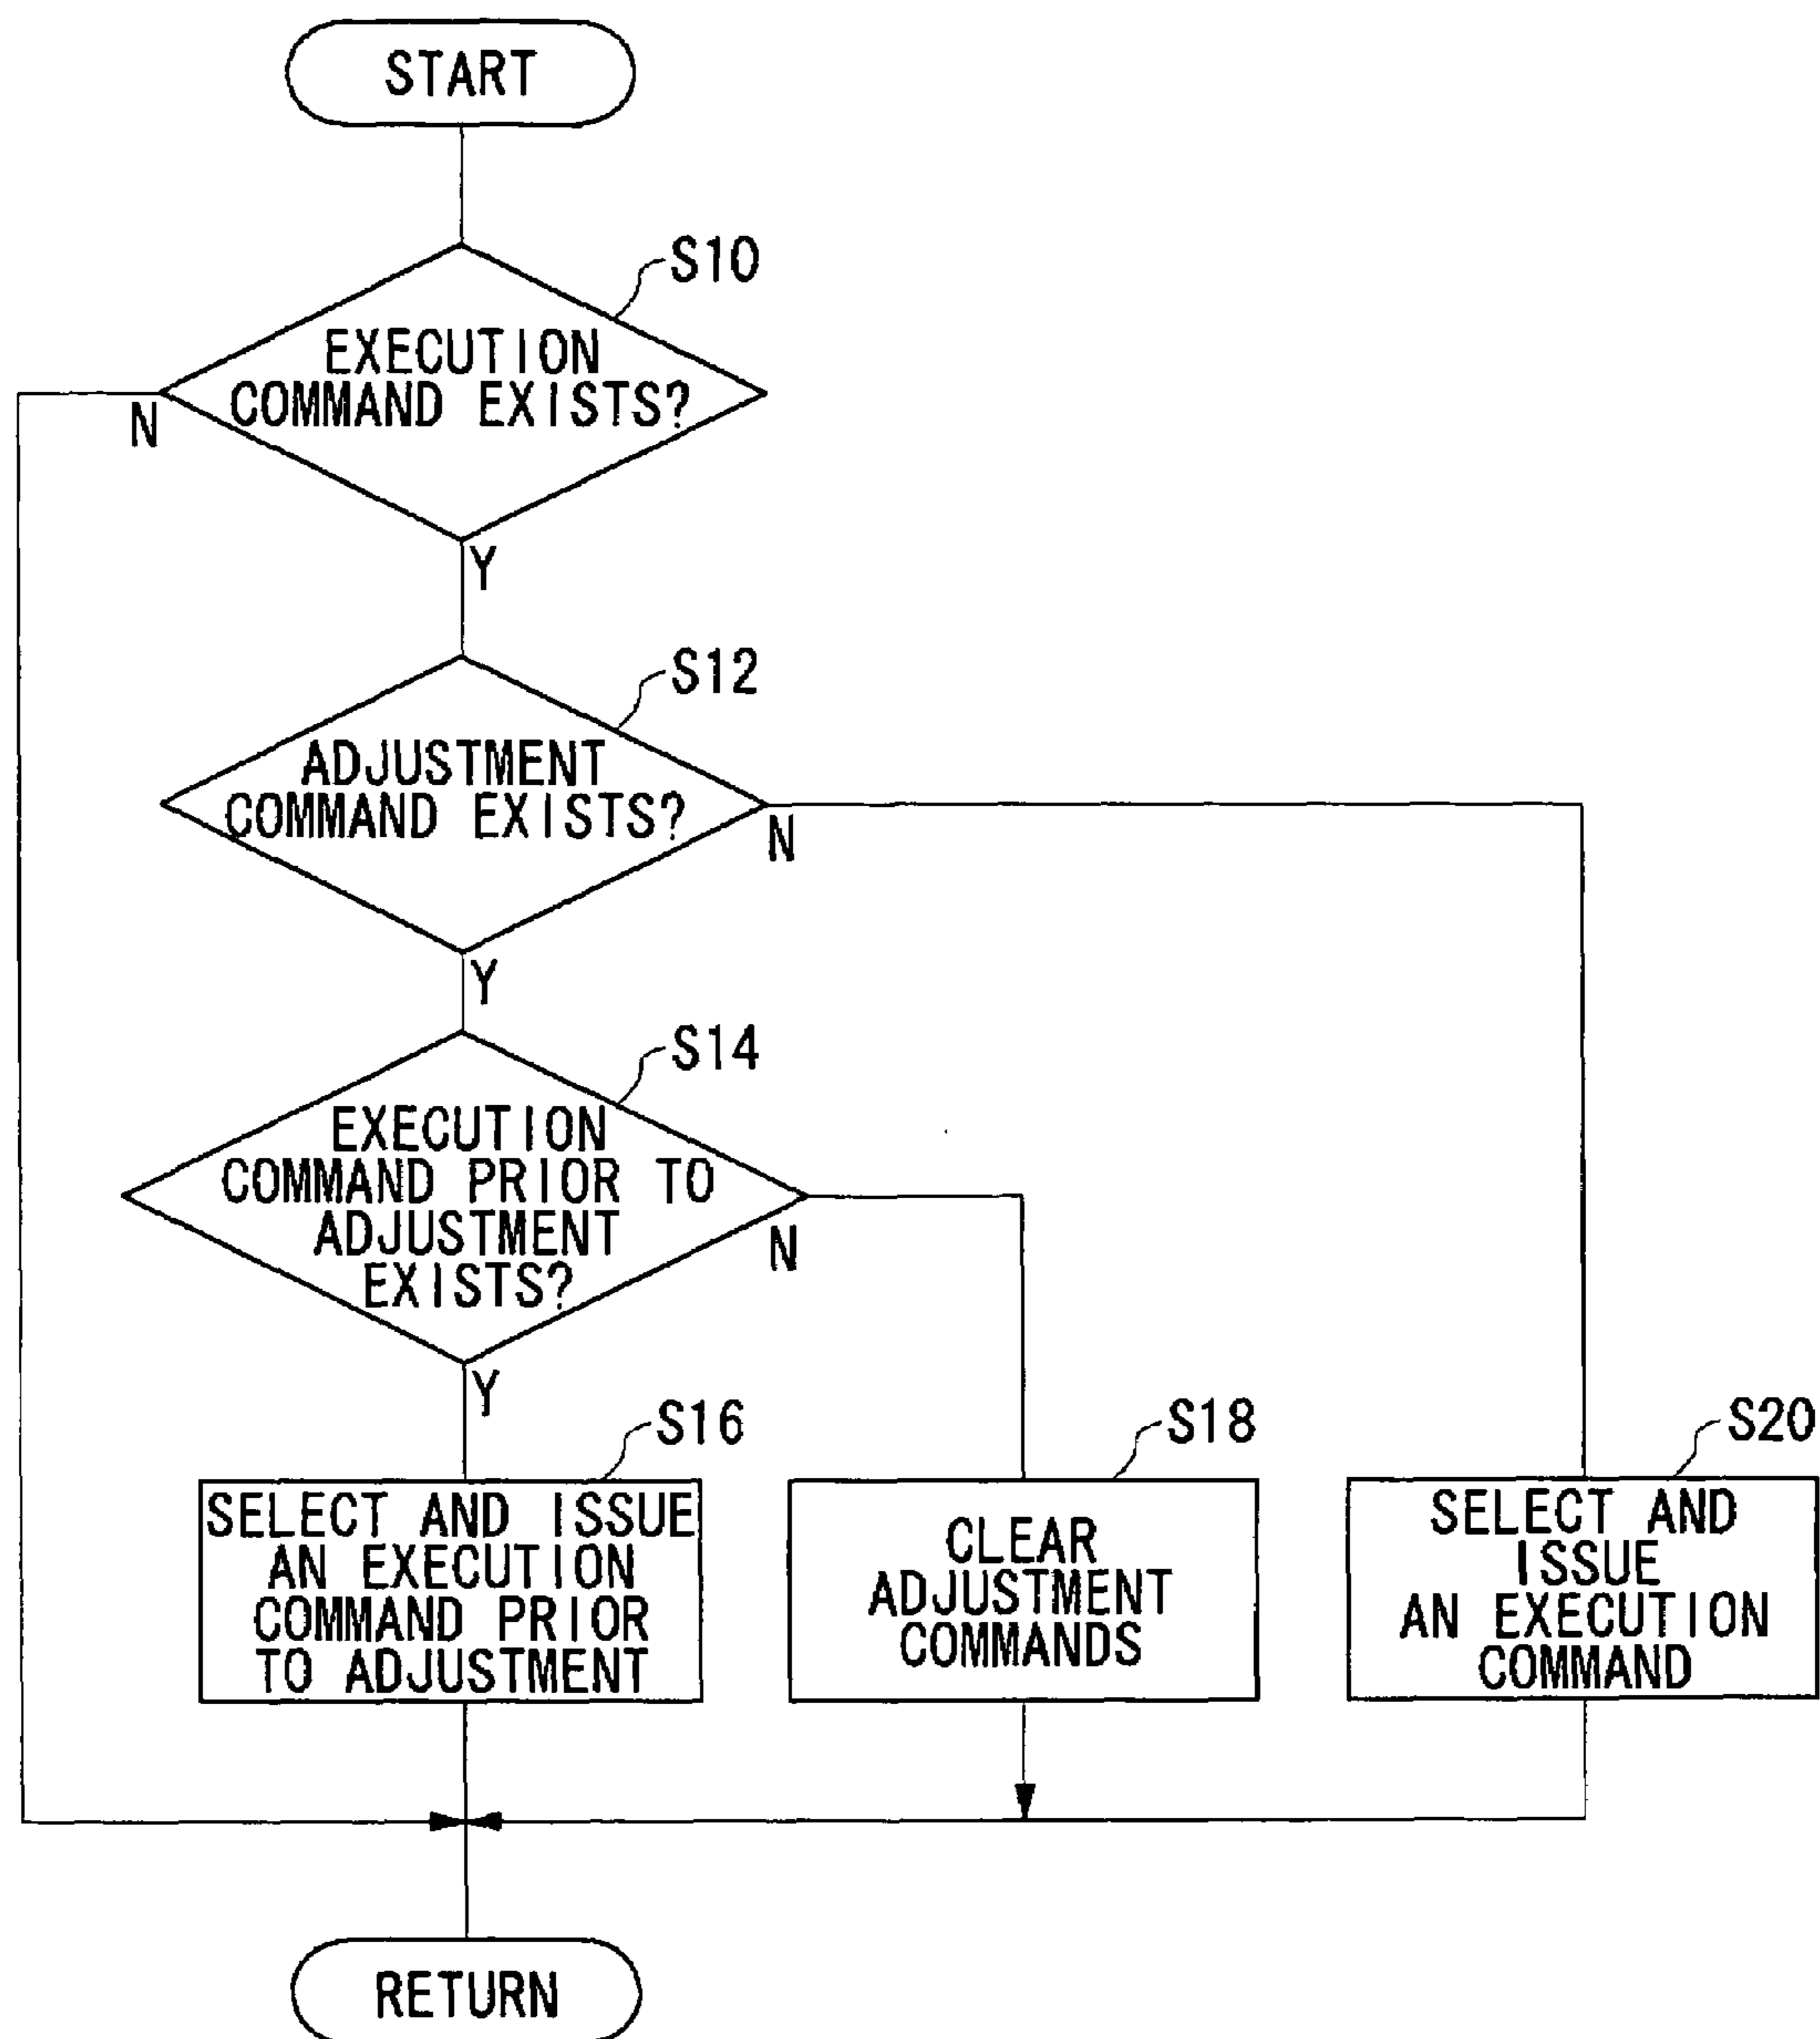 START
S10
EXECUTION
COMMAND EXISTS?
N
Y
S12
ADJUSTMENT
COMMAND EXISTS?
N
Y
S14
EXECUTION
COMMAND PRIOR TO
ADJUSTMENT
EXISTS?
N
Y
S16
SELECT AND ISSUE
AN EXECUTION
COMMAND PRIOR
TO ADJUSTMENT
S18
CLEAR
ADJUSTMENT
COMMANDS
S20
SELECT AND
ISSUE
AN EXECUTION
COMMAND
RETURN